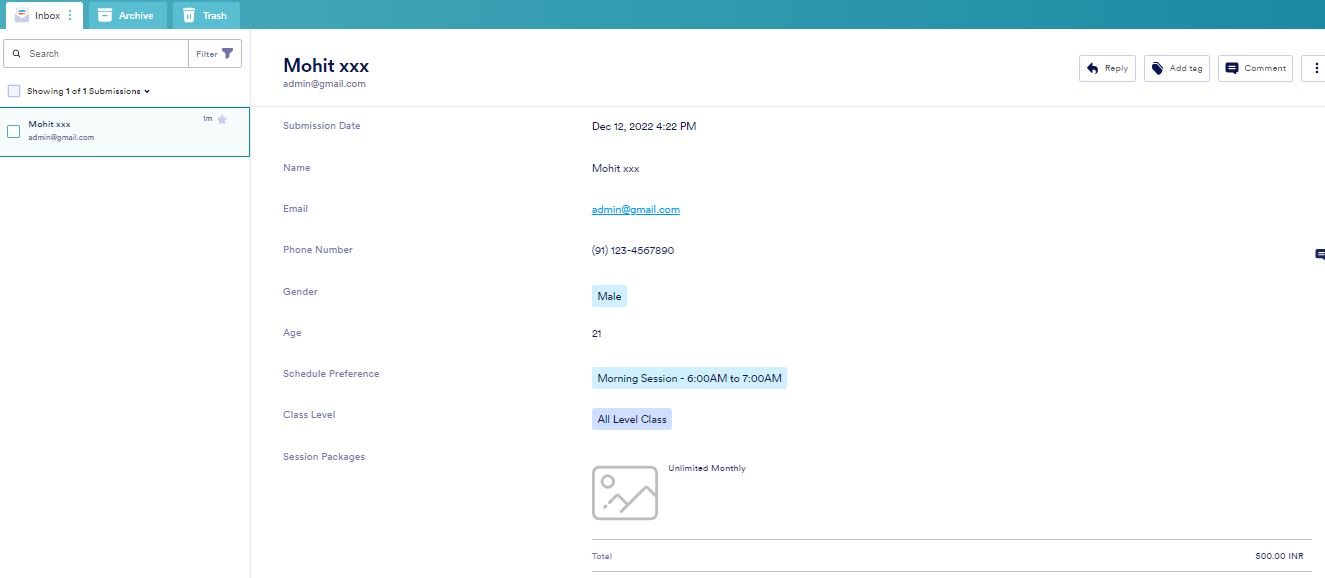 Inbox
Archive
Trash
Search
Filter
Showing 1 of 1 Submissions
Mohit xxx
1m
admin@gmail.com
Mohit xxx
admin@gmail.com
Reply
Add tag
Comment
Submission Date
Dec 12, 2022 4:22 PM
Name
Mohit xxx
Email
admin@gmail.com
Phone Number
(91) 123-4567890
Gender
Male
Age
21
Schedule Preference
Morning Session - 6:00AM to 7:00AM
Class Level
All Level Class
Session Packages
Unlimited Monthly
Total
500.00 INR